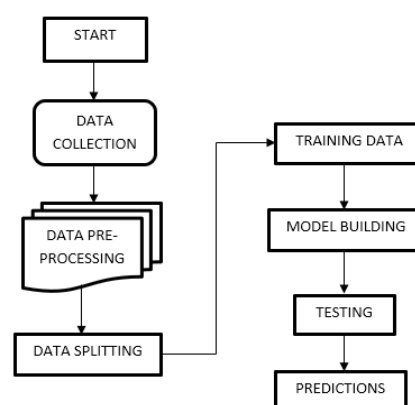 START
DATA
COLLECTION
DATA PRE-
PROCESSING
DATA SPLITTING
TRAINING DATA
MODEL BUILDING
TESTING
PREDICTIONS